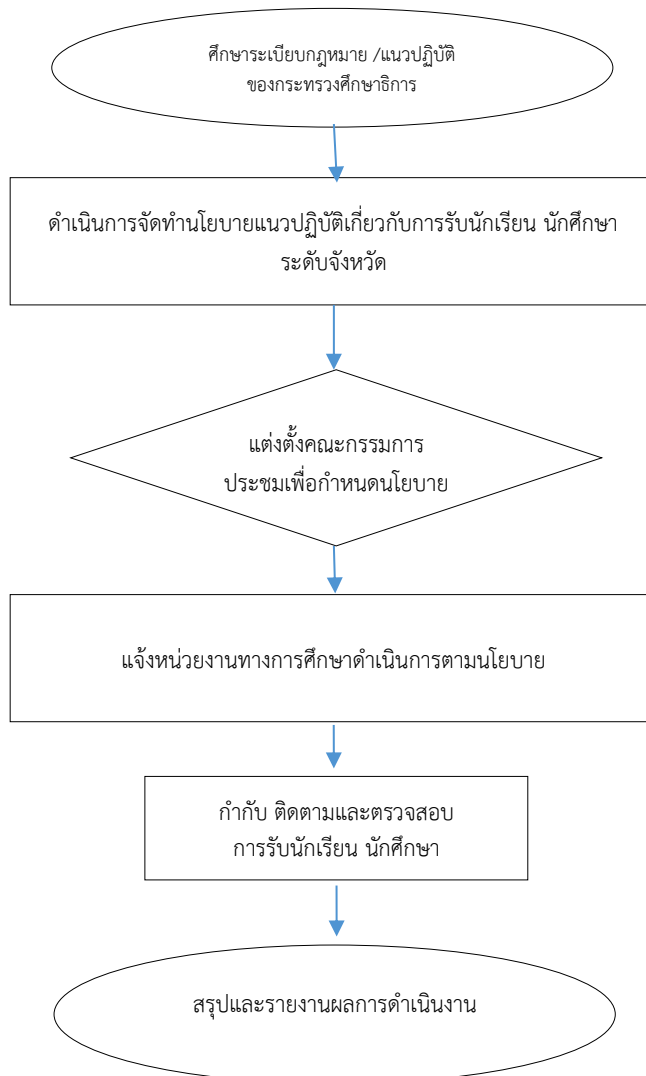 ศึกษาระเบียบกฎหมาย /แนวปฏิบัติ
ของกระทรวงศึกษาธิการ
ดำเนินการจัดทำนโยบายแนวปฏิบัติเกี่ยวกับการรับนักเรียน นักศึกษา
ระดับจังหวัด
แต่งตั้งคณะกรรมการ
ประชมเพื่อกำหนดนโยบาย
แจ้งหน่วยงานทางการศึกษาดำเนินการตามนโยบาย
กำกับ ติดตามและตรวจสอบ
การรับนักเรียน นักศึกษา
สรุปและรายงานผลการดำเนินงาน